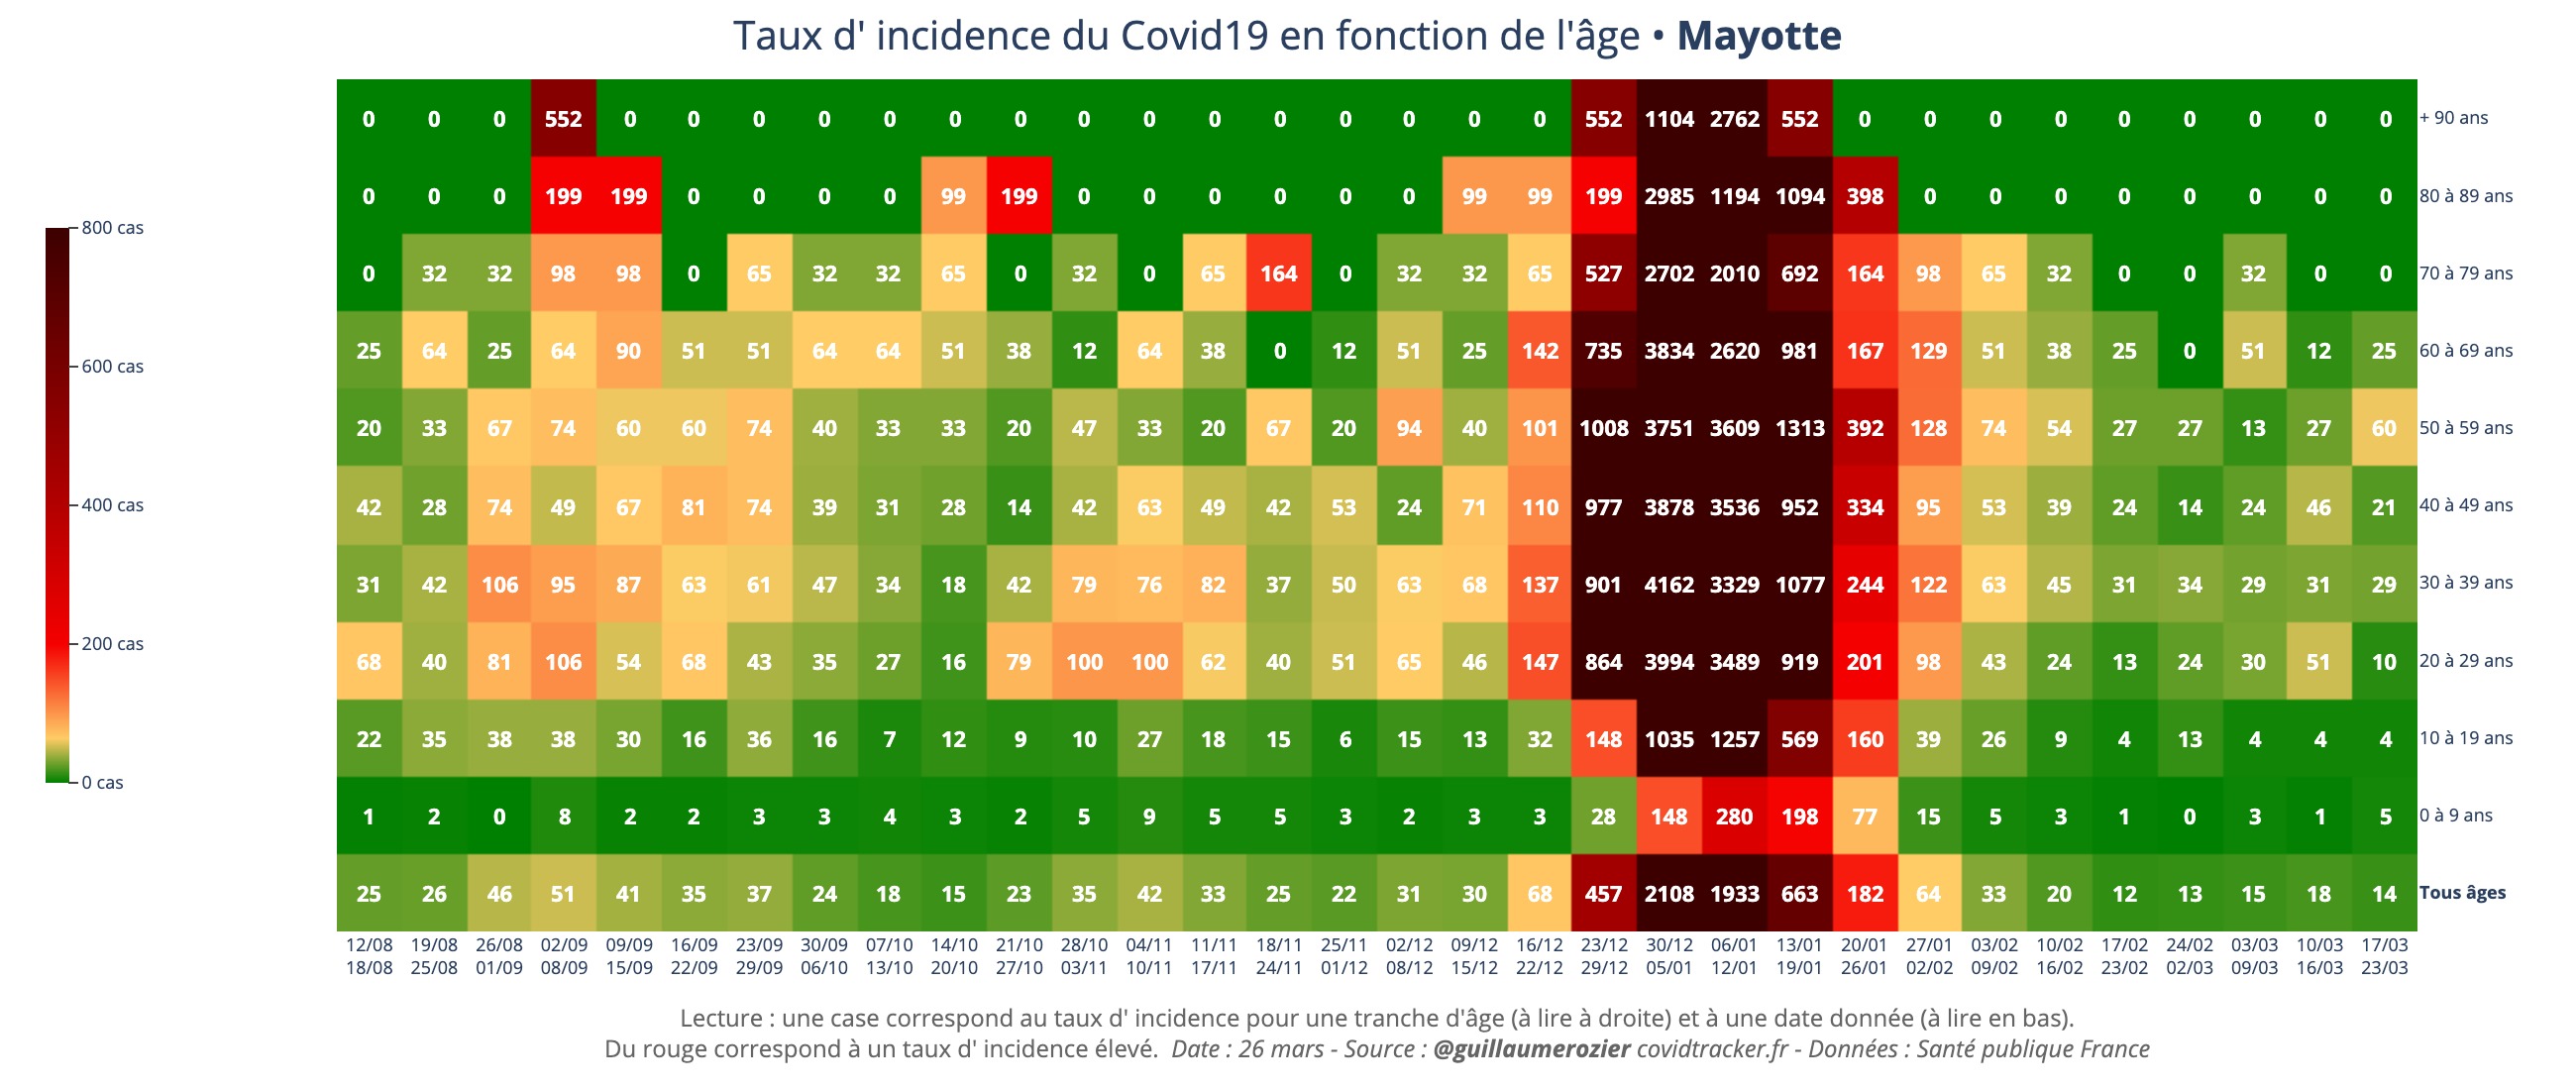 Taux d' incidence du Covid19 en fonction de l'âge • Mayotte
800 cas
600 cas
400 cas
200 cas
0 cas
0 0 0 552 0 0 0 0 0 0 0 0 0 0 0 0 0 0 0 552 1104 2762 552 0 0 0 0 0 0 0 0 0 + 90 ans
0 0 0 199 199 0 0 0 0 99 199 0 0 0 0 0 0 99 99 199 2985 1194 1094 398 0 0 0 0 0 0 0 0 80 à 89 ans
0 32 32 98 98 0 65 32 32 65 0 32 0 65 164 0 32 32 65 527 2702 2010 692 164 98 65 32 0 0 32 0 0 70 à 79 ans
25 64 25 64 90 51 51 64 64 51 38 12 64 38 0 12 51 25 142 735 3834 2620 981 167 129 51 38 25 0 51 12 25 60 à 69 ans
20 33 67 74 60 60 74 40 33 33 20 47 33 20 67 20 94 40 101 1008 3751 3609 1313 392 128 74 54 27 27 13 27 60 50 à 59 ans
42 28 74 49 67 81 74 39 31 28 14 42 63 49 42 53 24 71 110 977 3878 3536 952 334 95 53 39 24 14 24 46 21 40 à 49 ans
31 42 106 95 87 63 61 47 34 18 42 79 76 82 37 50 63 68 137 901 4162 3329 1077 244 122 63 45 31 34 29 31 29 30 à 39 ans
68 40 81 106 54 68 43 35 27 16 79 100 100 62 40 51 65 46 147 864 3994 3489 919 201 98 43 24 13 24 30 51 10 20 à 29 ans
22 35 38 38 30 16 36 16 7 12 9 10 27 18 15 6 15 13 32 148 1035 1257 569 160 39 26 9 4 13 4 4 4 10 à 19 ans
1 2 0 8 2 2 3 3 4 3 2 5 9 5 5 3 2 3 3 28 148 280 198 77 15 5 3 1 0 3 1 5 0 à 9 ans
25 26 46 51 41 35 37 24 18 15 23 35 42 33 25 22 31 30 68 457 2108 1933 663 182 64 33 20 12 13 15 18 14 Tous âges
12/08 19/08 26/08 02/09 09/09 16/09 23/09 30/09 07/10 14/10 21/10 28/10 04/11 11/11 18/11 25/11 02/12 09/12 16/12 23/12 30/12 06/01 13/01 20/01 27/01 03/02 10/02 17/02 24/02 03/03 10/03 17/03
18/08 25/08 01/09 08/09 15/09 22/09 29/09 06/10 13/10 20/10 27/10 03/11 10/11 17/11 24/11 01/12 08/12 15/12 22/12 29/12 05/01 12/01 19/01 26/01 02/02 09/02 16/02 23/02 02/03 09/03 16/03 23/03
Lecture : une case correspond au taux d' incidence pour une tranche d'âge (à lire à droite) et à une date donnée (à lire en bas).
Du rouge correspond à un taux d' incidence élevé. Date : 26 mars - Source : @guillaumerozier covidtracker.fr - Données : Santé publique France